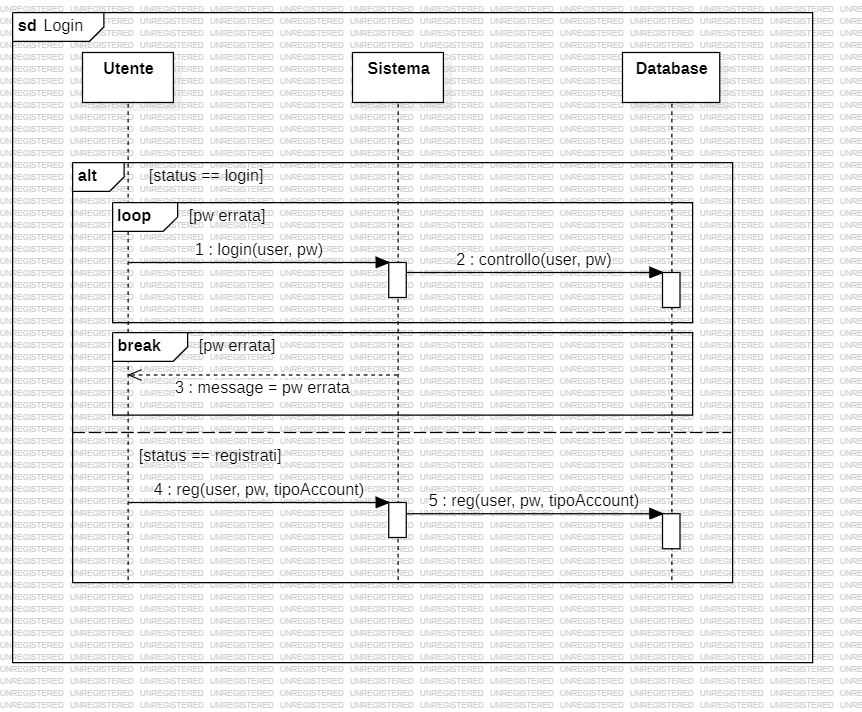 sd Login
Utente
Sistema
Database
alt [status == login]
loop [pw errata]
1 : login(user, pw)
2 : controllo(user, pw)
break [pw errata]
3 : message = pw errata
[status == registrati]
4 : reg(user, pw, tipoAccount)
5 : reg(user, pw, tipoAccount)
UNREGISTERED